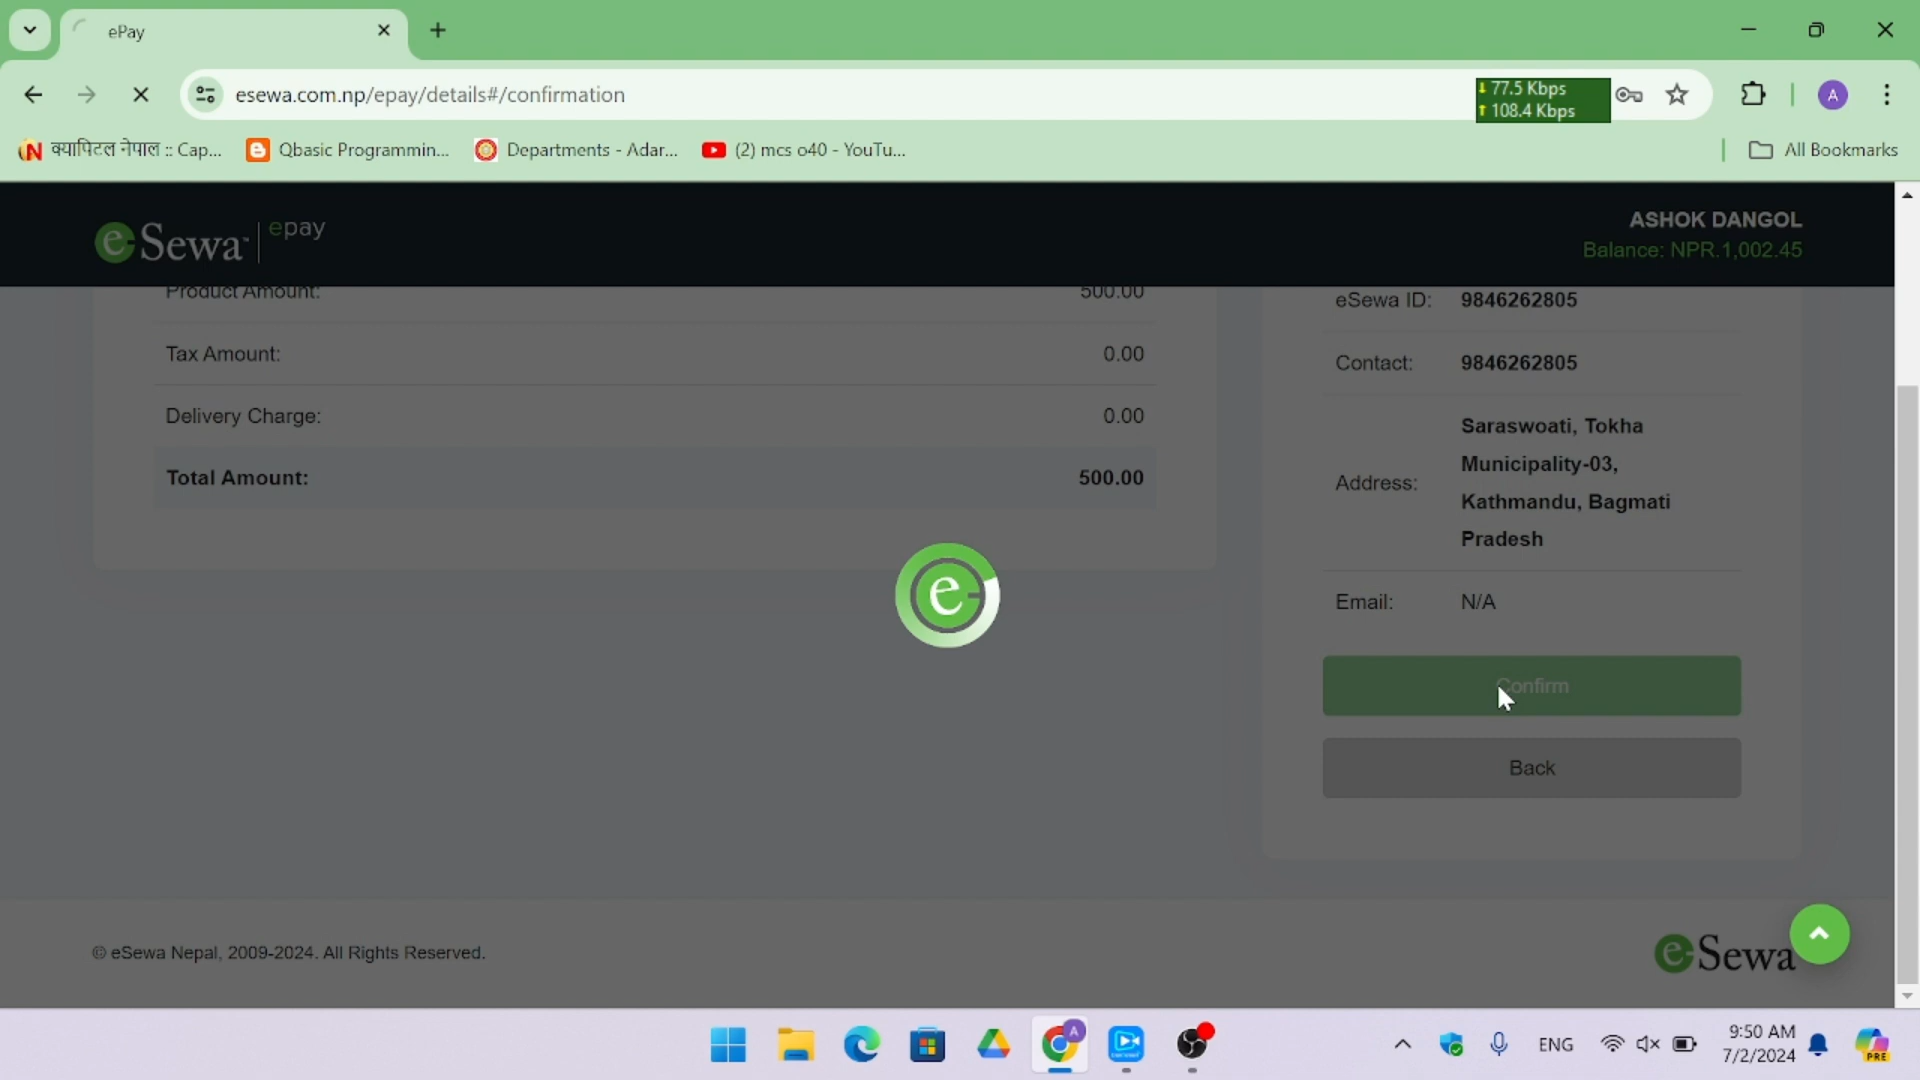 ePay
esewa.com.np/epay/details#/confirmation
77.5 Kbps
108.4 Kbps
A
क्यापिटल नेपाल :: Cap...
Qbasic Programmin...
Departments - Adar...
(2) mcs o40 - YouTu...
All Bookmarks
eSewa
epay
ASHOK DANGOL
Balance: NPR.1,002.45
Product Amount: 500.00
Tax Amount: 0.00
Delivery Charge: 0.00
Total Amount: 500.00
eSewa ID: 9846262805
Contact: 9846262805
Address: Saraswoati, Tokha
Municipality-03,
Kathmandu, Bagmati
Pradesh
Email: N/A
e
Confirm
Back
© eSewa Nepal, 2009-2024. All Rights Reserved.
eSewa
A
ENG
9:50 AM
7/2/2024
PRE